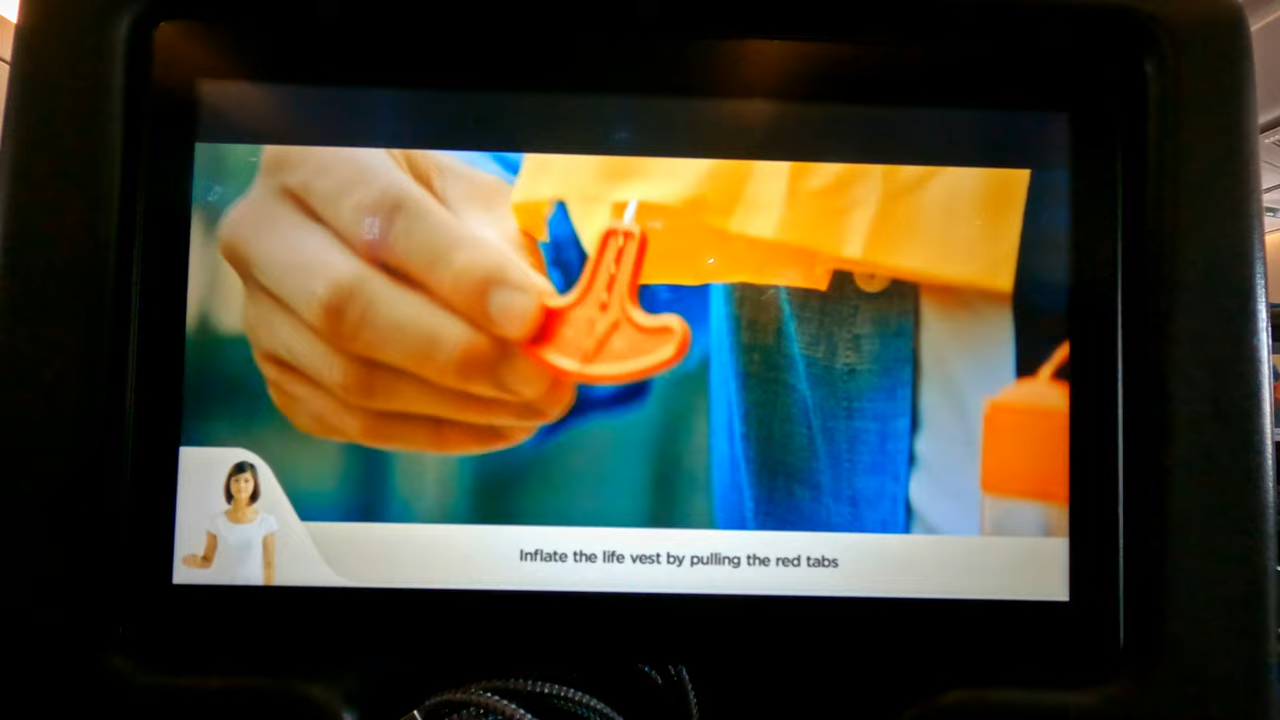 Inflate the life vest by pulling the red tabs